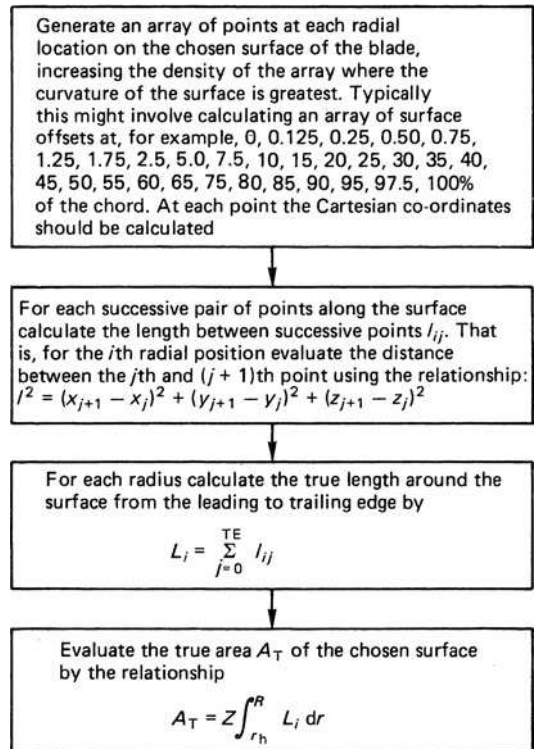 Generate an array of points at each radial
location on the chosen surface of the blade,
increasing the density of the array where the
curvature of the surface is greatest. Typically
this might involve calculating an array of surface
offsets at, for example, 0, 0.125, 0.25, 0.50, 0.75,
1.25, 1.75, 2.5, 5.0, 7.5, 10, 15, 20, 25, 30, 35, 40,
45, 50, 55, 60, 65, 75, 80, 85, 90, 95, 97.5, 100%
of the chord. At each point the Cartesian co-ordinates
should be calculated
For each successive pair of points along the surface
calculate the length between successive points l_{ij}. That
is, for the ith radial position evaluate the distance
between the jth and (j + 1)th point using the relationship:
l² = (x_{j+1} − x_j)² + (y_{j+1} − y_j)² + (z_{j+1} − z_j)²
For each radius calculate the true length around the
surface from the leading to trailing edge by
L_i = \sum_{j=0}^{TE} l_{ij}
Evaluate the true area A_T of the chosen surface
by the relationship
A_T = Z \int_{r_h}^{R} L_i dr